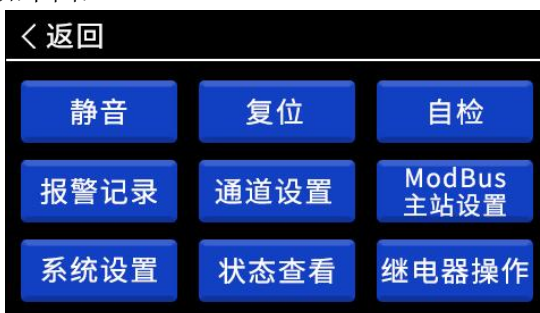 < 返回
静音
复位
自检
报警记录
通道设置
ModBus
主站设置
系统设置
状态查看
继电器操作